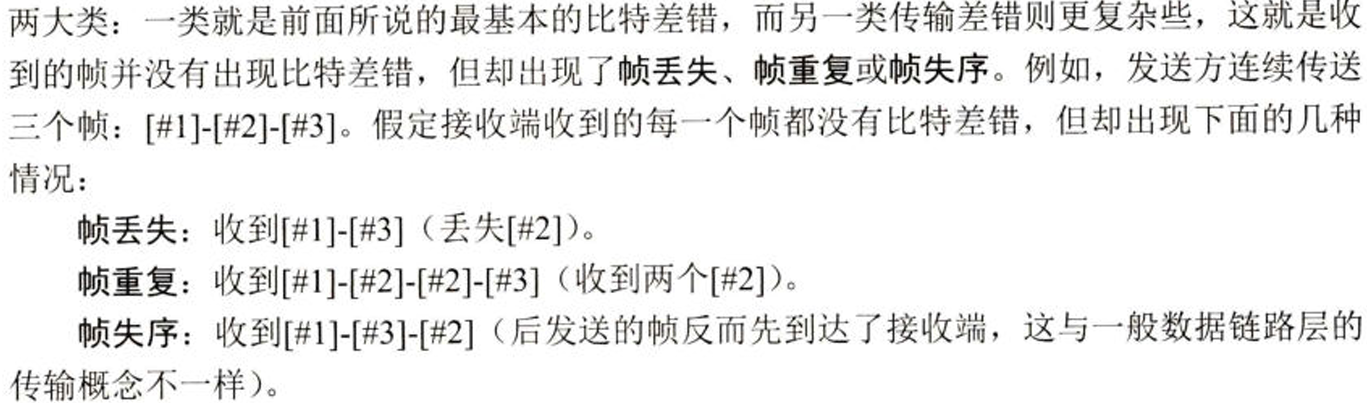 两大类：一类就是前面所说的最基本的比特差错，而另一类传输差错则更复杂些，这就是收
到的帧并没有出现比特差错，但却出现了帧丢失、帧重复或帧失序。例如，发送方连续传送
三个帧：[#1]-[#2]-[#3]。假定接收端收到的每一个帧都没有比特差错，但却出现下面的几种
情况：
帧丢失：收到[#1]-[#3]（丢失[#2]）。
帧重复：收到[#1]-[#2]-[#2]-[#3]（收到两个[#2]）。
帧失序：收到[#1]-[#3]-[#2]（后发送的帧反而先到达了接收端，这与一般数据链路层的
传输概念不一样）。